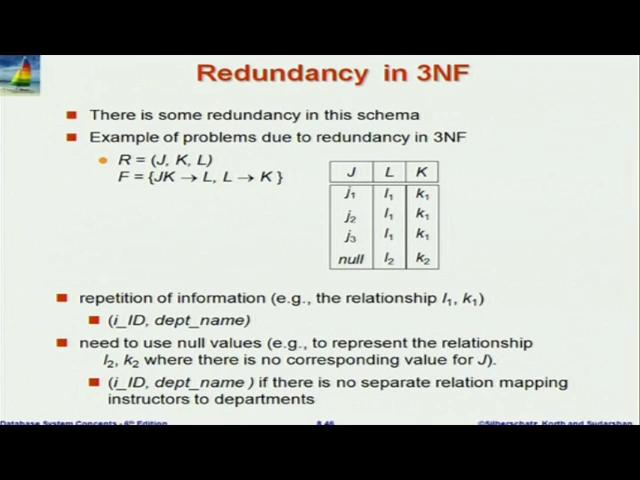 Redundancy in 3NF
There is some redundancy in this schema
Example of problems due to redundancy in 3NF
R = (J, K, L)
F = {JK → L, L → K }
J L K
j1 l1 k1
j2 l1 k1
j3 l1 k1
null l2 k2
repetition of information (e.g., the relationship l1, k1)
(i_ID, dept_name)
need to use null values (e.g., to represent the relationship
l2, k2 where there is no corresponding value for J).
(i_ID, dept_name ) if there is no separate relation mapping
instructors to departments
Database System Concepts - 6th Edition 8.46 ©Silberschatz, Korth and Sudarshan